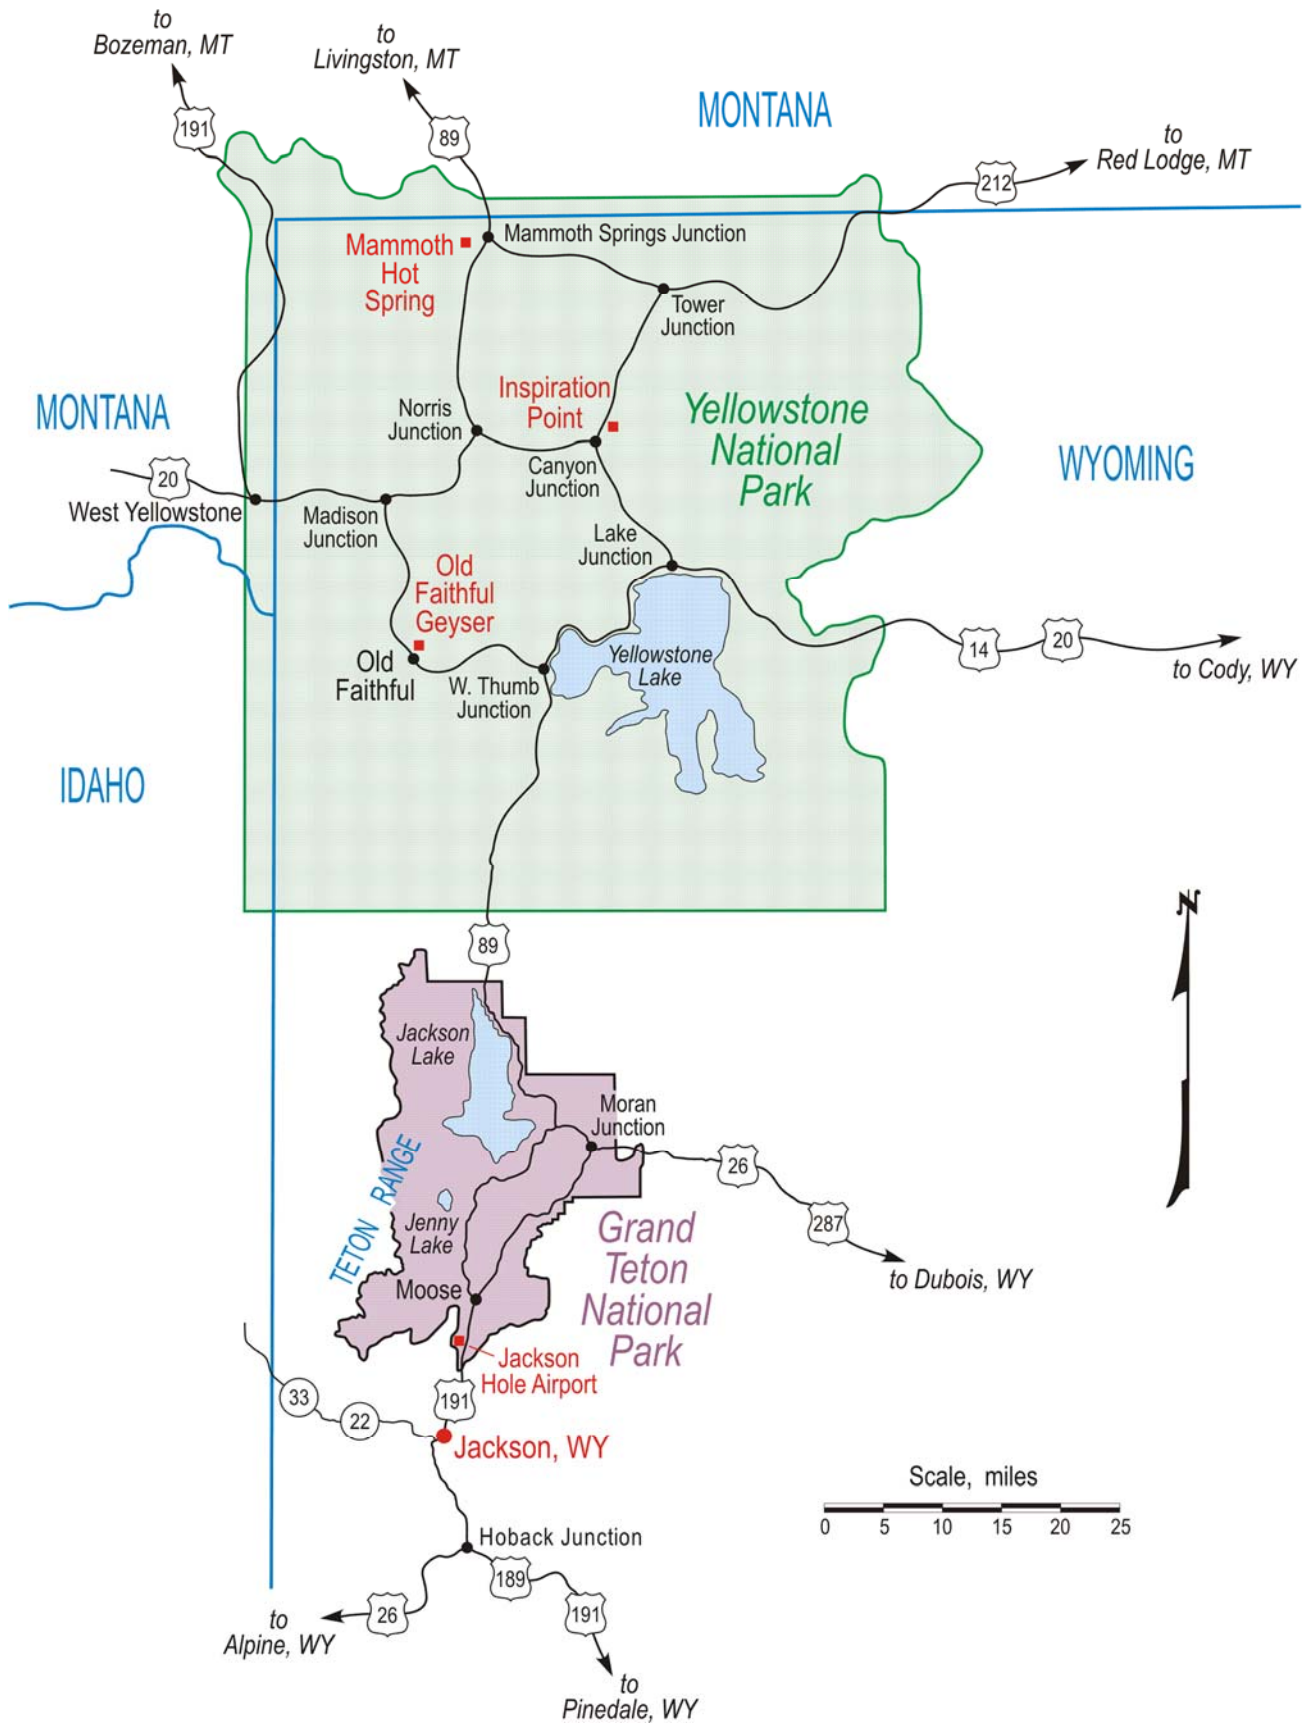 to
Bozeman, MT
to
Livingston, MT
191
89
MONTANA
to
Red Lodge, MT
212
Mammoth
Hot
Spring
Mammoth Springs Junction
Tower
Junction
Inspiration
Point
Norris
Junction
Yellowstone
National
Park
MONTANA
WYOMING
20
West Yellowstone
Canyon
Junction
Madison
Junction
Lake
Junction
Old
Faithful
Geyser
Old
Faithful
W. Thumb
Junction
Yellowstone
Lake
14
20
to Cody, WY
IDAHO
N
89
Jackson
Lake
Moran
Junction
26
287
to Dubois, WY
TETON RANGE
Jenny
Lake
Grand
Teton
National
Park
Moose
Jackson
Hole Airport
33
22
191
Jackson, WY
Scale, miles
0 5 10 15 20 25
Hoback Junction
189
191
26
to
Alpine, WY
to
Pinedale, WY